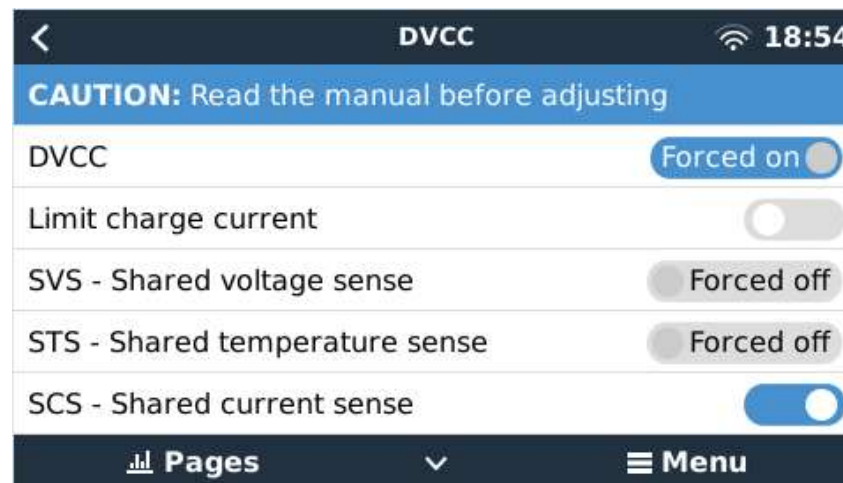 DVCC 18:54
CAUTION: Read the manual before adjusting
DVCC Forced on
Limit charge current
SVS - Shared voltage sense Forced off
STS - Shared temperature sense Forced off
SCS - Shared current sense
Pages Menu